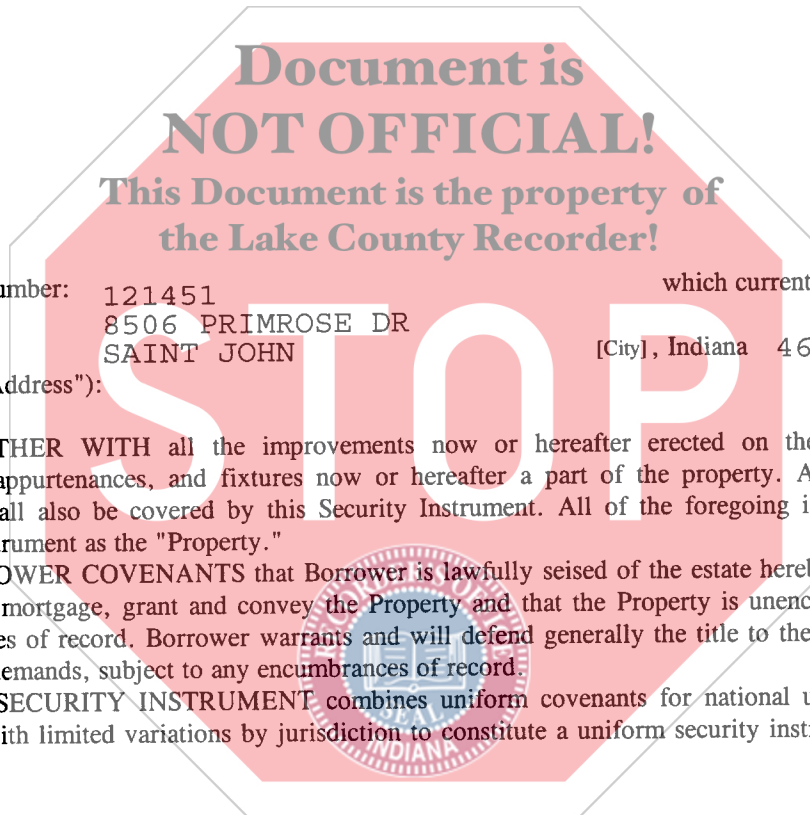 Document is
NOT OFFICIAL!
This Document is the property of
the Lake County Recorder!
umber: 121451 which current
8506 PRIMROSE DR
SAINT JOHN [City], Indiana 46
Address"):
STOP
THER WITH all the improvements now or hereafter erected on the
appurtenances, and fixtures now or hereafter a part of the property. A
all also be covered by this Security Instrument. All of the foregoing i
rument as the "Property."
OWER COVENANTS that Borrower is lawfully seised of the estate hereb
mortgage, grant and convey the Property and that the Property is unenc
es of record. Borrower warrants and will defend generally the title to the
emands, subject to any encumbrances of record.
SECURITY INSTRUMENT combines uniform covenants for national u
ith limited variations by jurisdiction to constitute a uniform security inst
SEAL
INDIANA